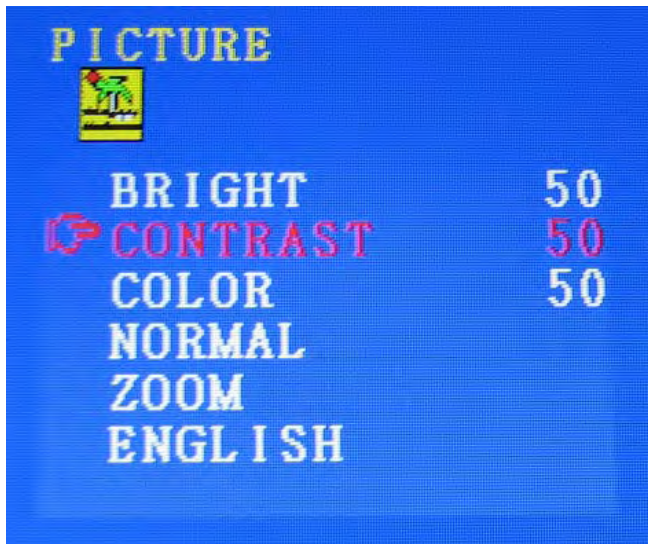 PICTURE
BRIGHT 50
CONTRAST 50
COLOR 50
NORMAL
ZOOM
ENGLISH